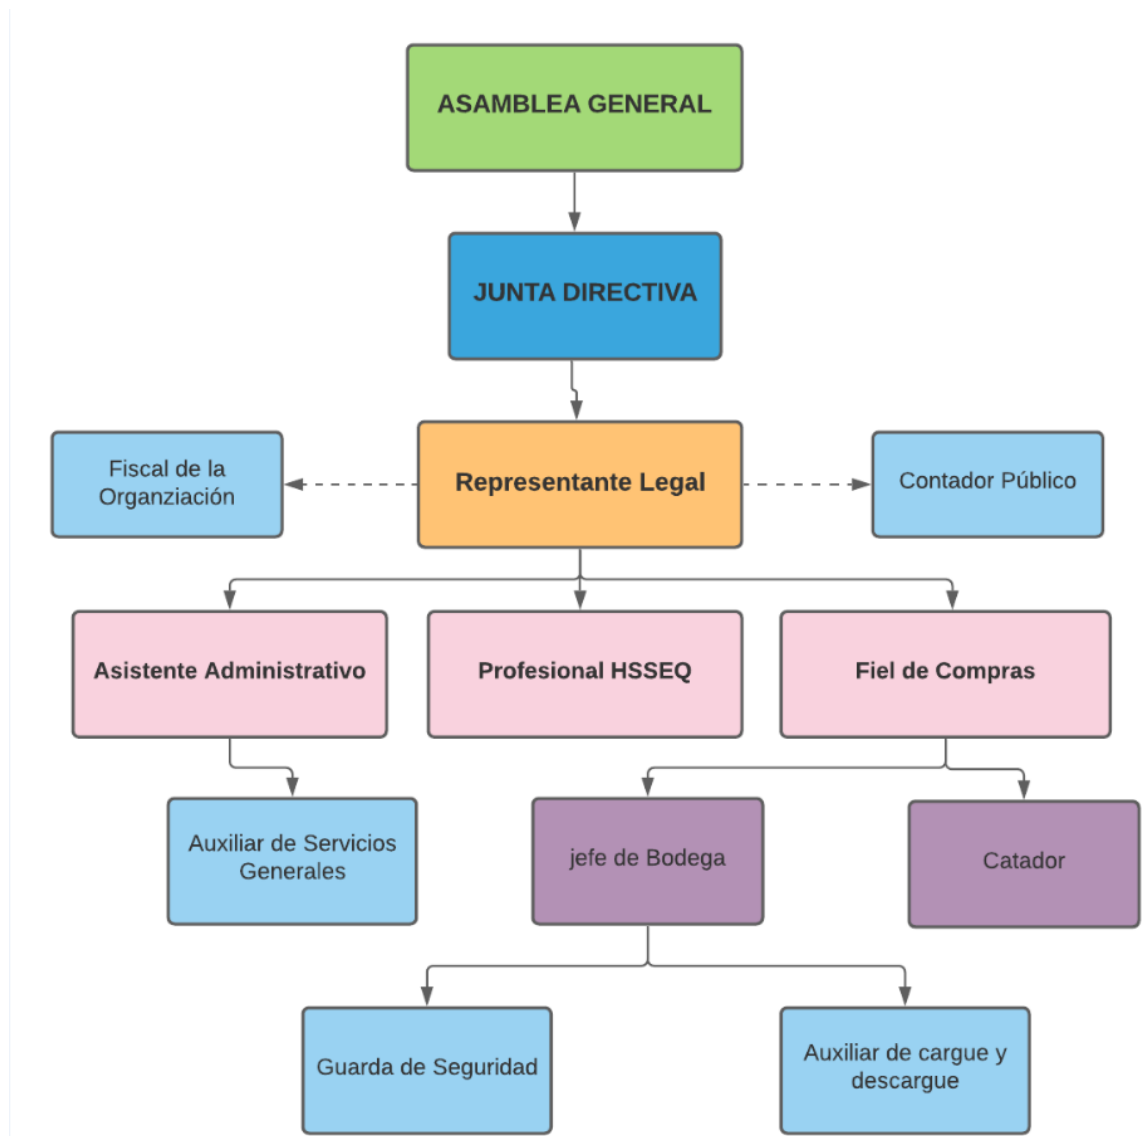 ASAMBLEA GENERAL
JUNTA DIRECTIVA
Fiscal de la
Organziación
Representante Legal
Contador Público
Asistente Administrativo
Profesional HSSEQ
Fiel de Compras
Auxiliar de Servicios
Generales
jefe de Bodega
Catador
Guarda de Seguridad
Auxiliar de cargue y
descargue